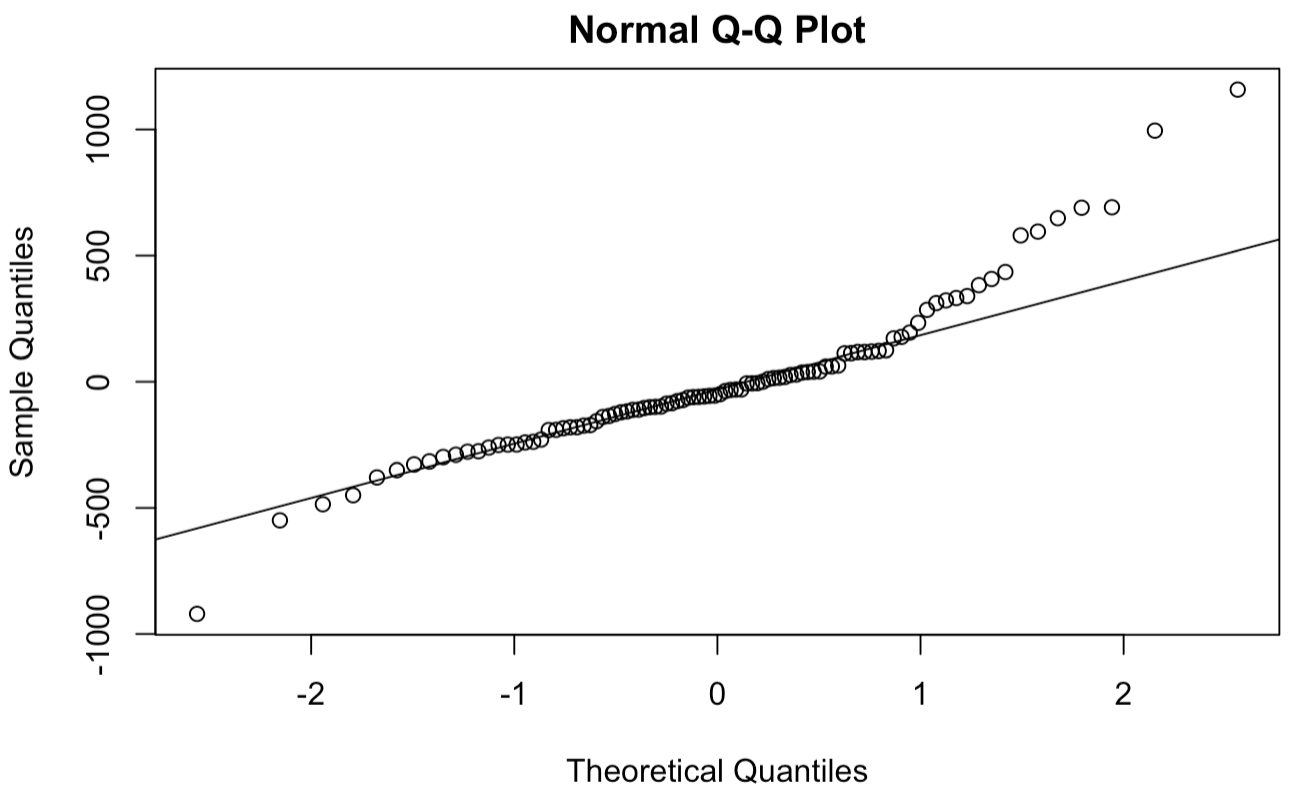 Normal Q-Q Plot
Sample Quantiles
1000
500
0
-500
-1000
-2 -1 0 1 2
Theoretical Quantiles